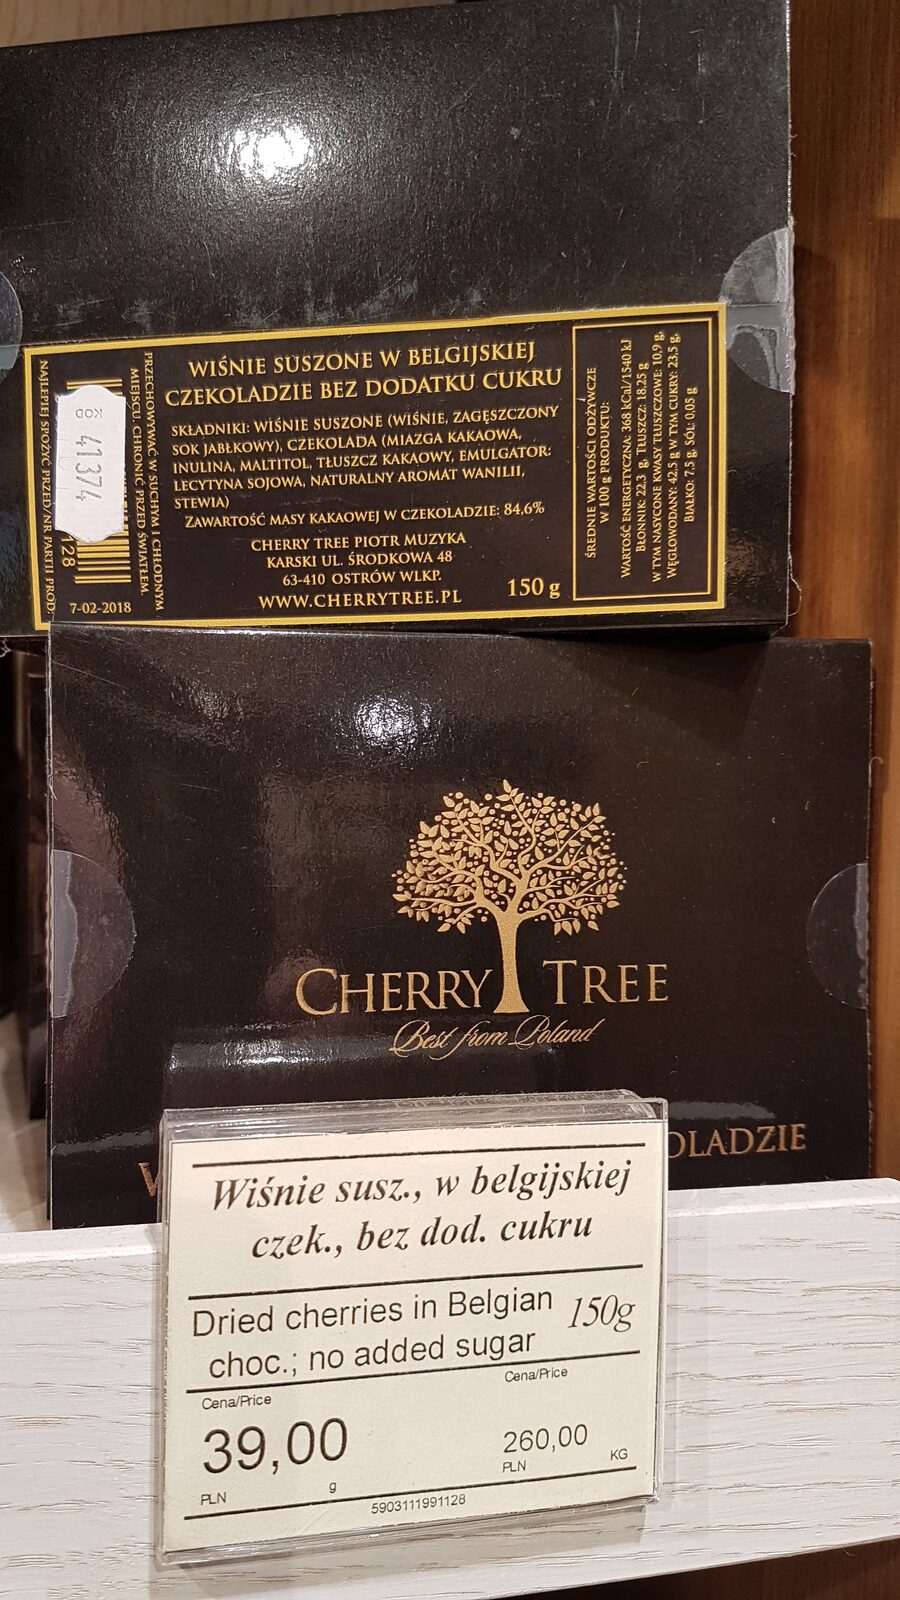 WIŚNIE SUSZONE W BELGIJSKIEJ
CZEKOLADZIE BEZ DODATKU CUKRU
SKŁADNIKI: WIŚNIE SUSZONE (WIŚNIE, ZAGĘSZCZONY
SOK JABŁKOWY), CZEKOLADA (MIAZGA KAKAOWA,
INULINA, MALTITOL, TŁUSZCZ KAKAOWY, EMULGATOR:
LECYTYNA SOJOWA, NATURALNY AROMAT WANILII,
STEWIA)
ZAWARTOŚĆ MASY KAKAOWEJ W CZEKOLADZIE: 84,6%
CHERRY TREE PIOTR MUZYKA
KARSKI UL. ŚRODKOWA 48
63-410 OSTRÓW WLKP.
WWW.CHERRYTREE.PL
150 g
PRZECHOWYWAĆ W SUCHYM I CHŁODNYM
MIEJSCU. CHRONIĆ PRZED ŚWIATŁEM.
KOD
41374
128
NAJLEPIEJ SPOŻYĆ PRZED/NR PARTII PROD.:
7-02-2018
ŚREDNIE WARTOŚCI ODŻYWCZE
W 100 g PRODUKTU:
WARTOŚĆ ENERGETYCZNA: 368 kCal/1540 kJ
BŁONNIK: 22.3 g, TŁUSZCZ: 18.25 g
W TYM NASYCONE KWASY TŁUSZCZOWE: 10.9 g,
WĘGLOWODANY: 42.5 g W TYM CUKRY: 23.5 g,
BIAŁKO: 7.5 g, SÓL: 0.05 g
CHERRY TREE
Best from Poland
OLADZIE
Wiśnie susz., w belgijskiej
czek., bez dod. cukru
Dried cherries in Belgian
choc.; no added sugar
150g
Cena/Price
39,00
PLN
g
Cena/Price
260,00
PLN
KG
5903111991128